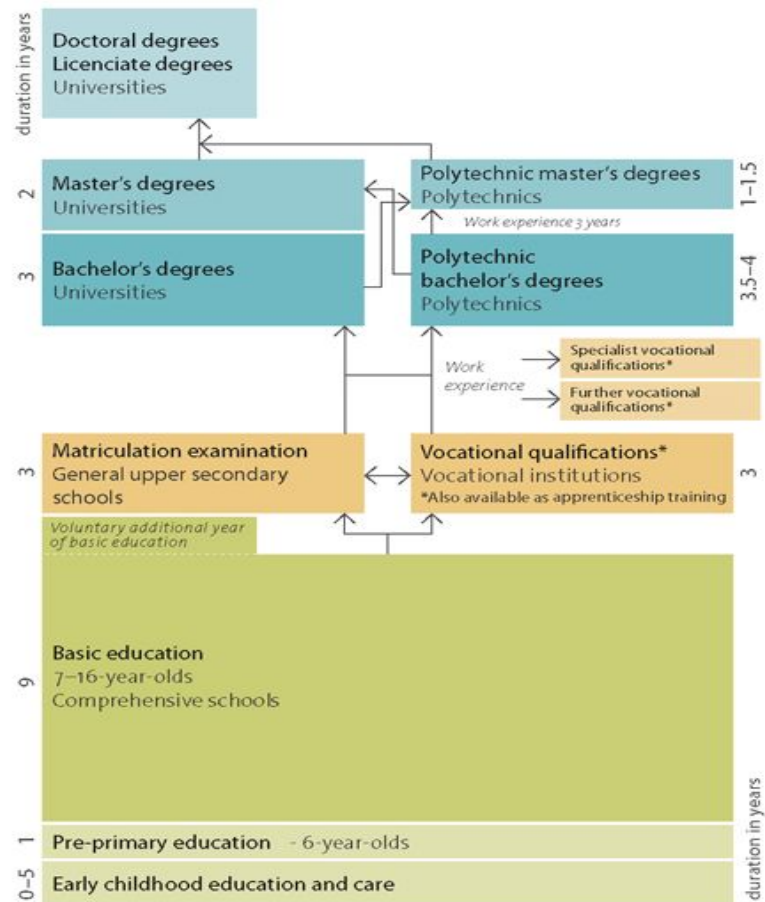 duration in years
Doctoral degrees
Licenciate degrees
Universities
2
Master's degrees
Universities
Polytechnic master's degrees
Polytechnics
1–1.5
Work experience 3 years
3
Bachelor's degrees
Universities
Polytechnic
bachelor's degrees
Polytechnics
3.5–4
Work
experience
Specialist vocational
qualifications*
Further vocational
qualifications*
3
Matriculation examination
General upper secondary
schools
Vocational qualifications*
Vocational institutions
*Also available as apprenticeship training
3
Voluntary additional year
of basic education
9
Basic education
7–16-year-olds
Comprehensive schools
1
Pre-primary education - 6-year-olds
0–5
Early childhood education and care
duration in years